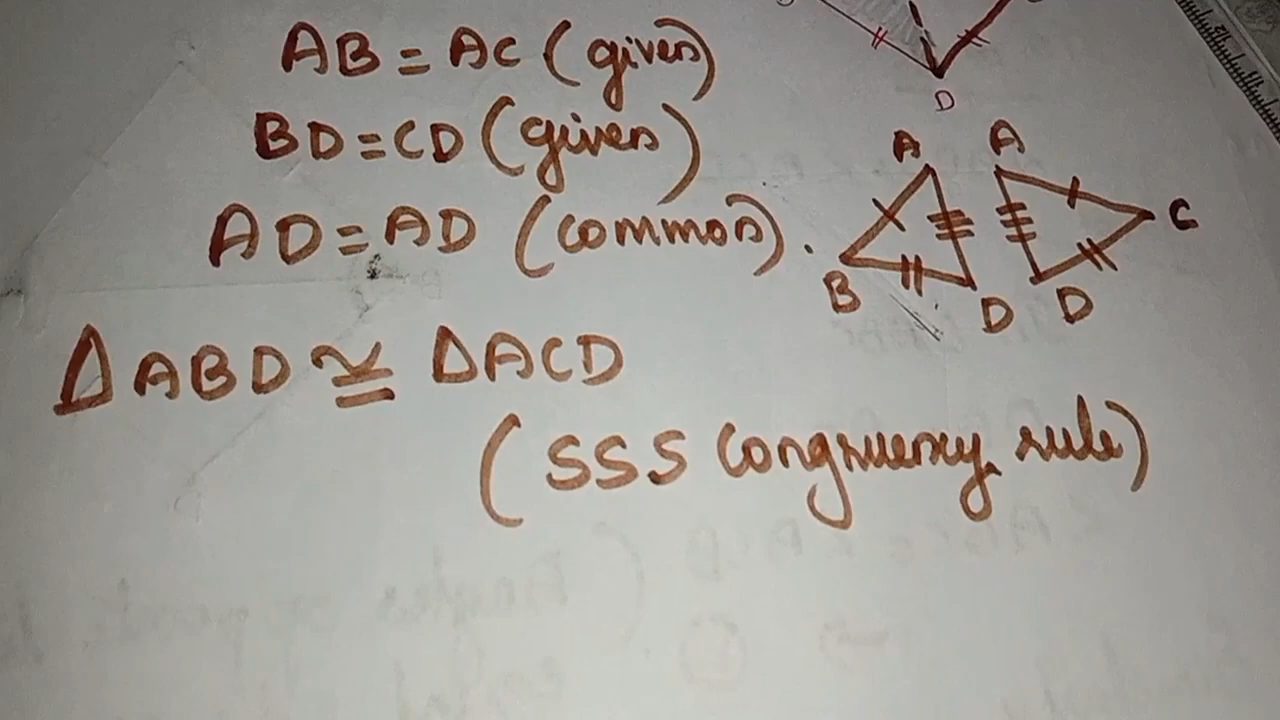 AB = AC (given)
BD = CD (given)
AD = AD (common).
△ABD ≅ △ACD
(SSS Congruency rule)
D
A A
C
B D D